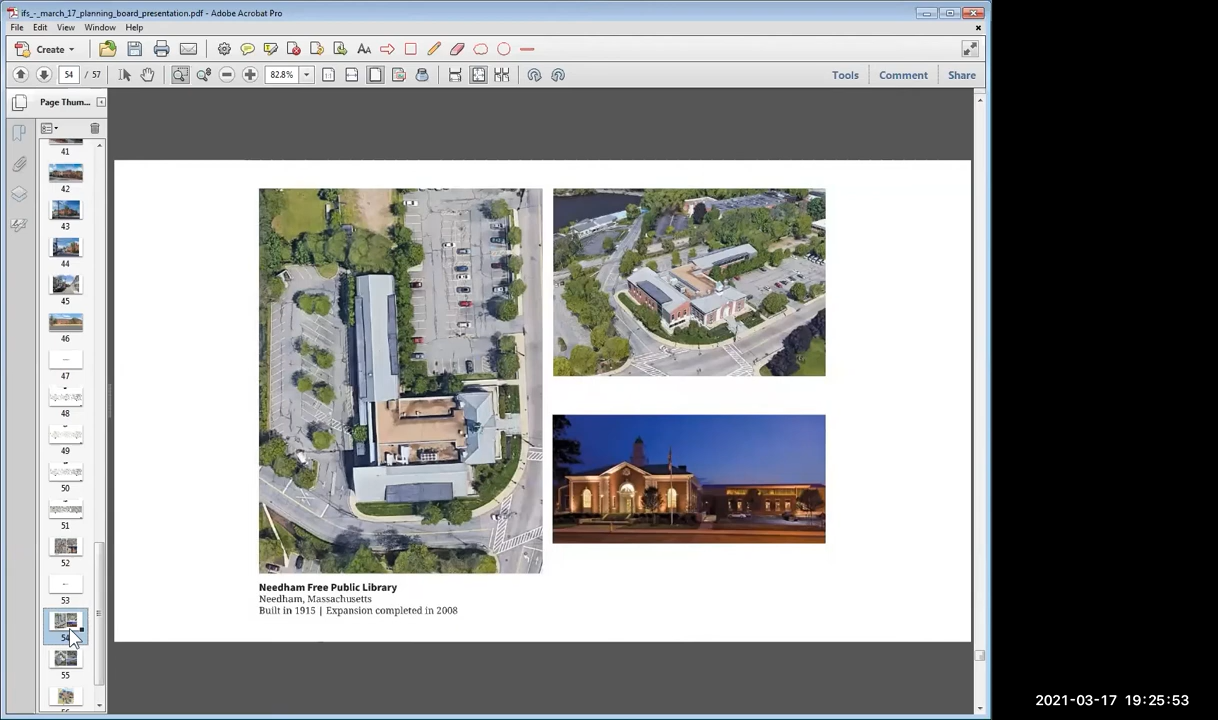 ifs_-_march_17_planning_board_presentation.pdf - Adobe Acrobat Pro
File Edit View Window Help
Create
54 / 57
82.8%
Tools Comment Share
Page Thum...
41
42
43
44
45
46
47
48
49
50
51
52
53
54
55
Needham Free Public Library
Needham, Massachusetts
Built in 1915 | Expansion completed in 2008
2021-03-17 19:25:53